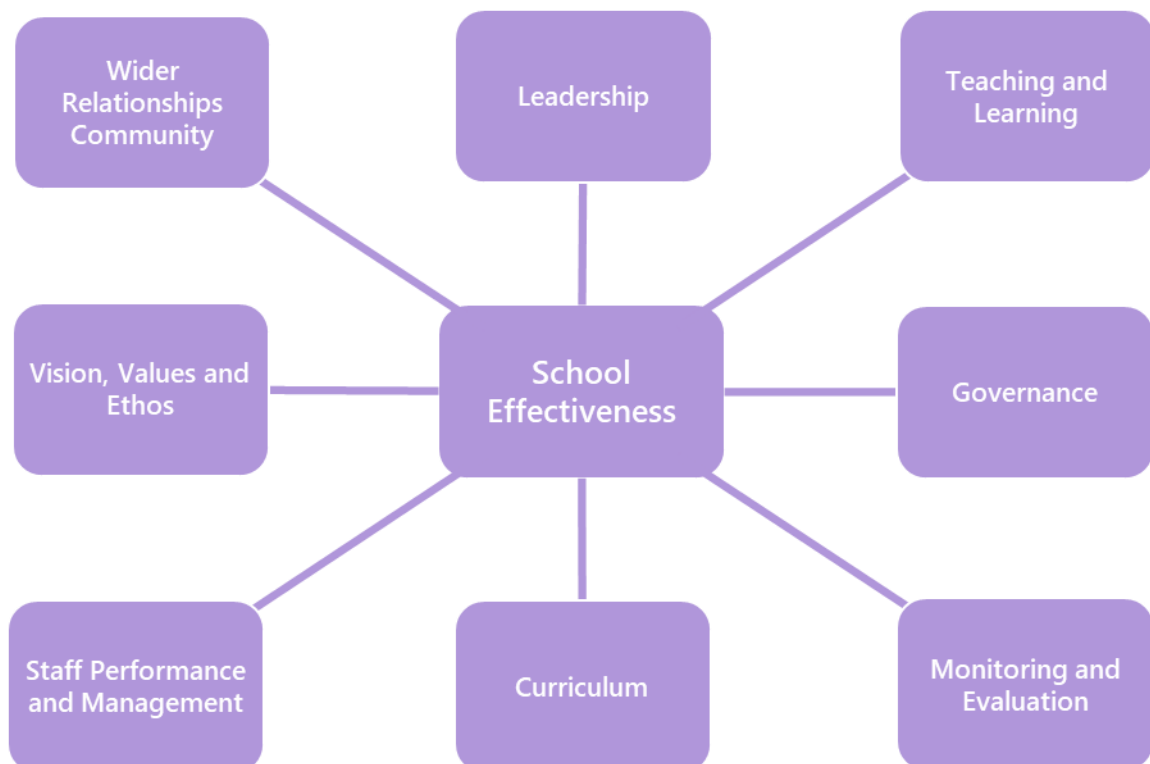 Wider
Relationships
Community
Leadership
Teaching and
Learning
Vision, Values and
Ethos
School
Effectiveness
Governance
Staff Performance
and Management
Curriculum
Monitoring and
Evaluation